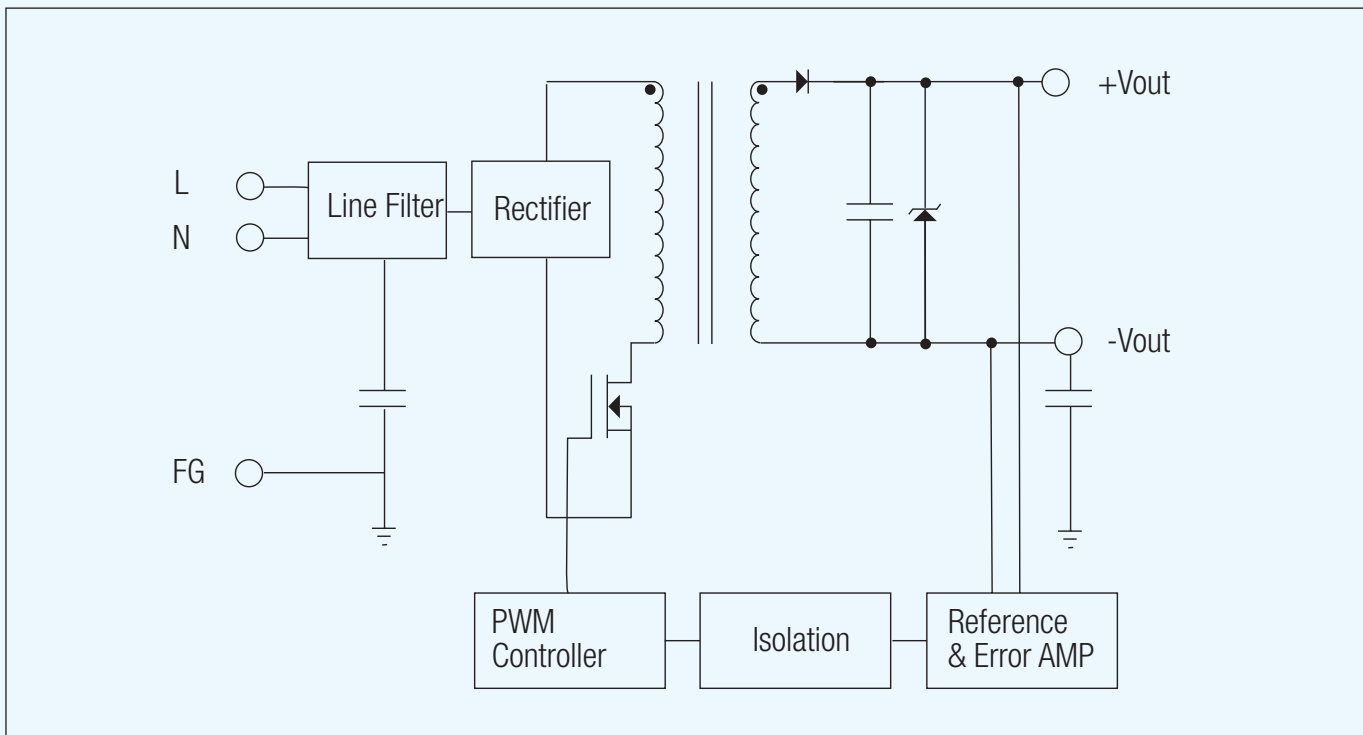 +Vout
L
Line Filter
Rectifier
N
-Vout
FG
PWM
Controller
Isolation
Reference
& Error AMP